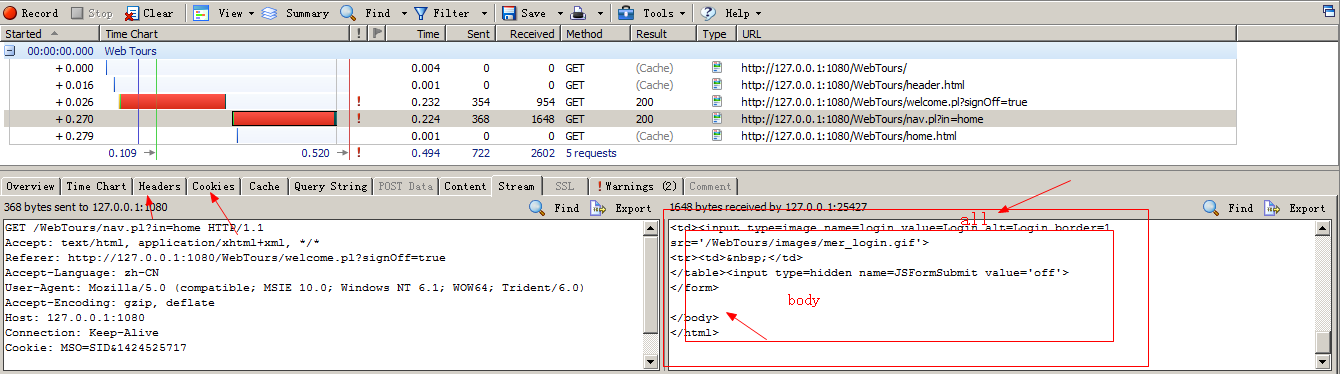 Record Stop Clear View Summary Find Filter Save Tools Help
Started Time Chart ! Time Sent Received Method Result Type URL
00:00:00.000 Web Tours
+ 0.000 0.004 0 0 GET (Cache) http://127.0.0.1:1080/WebTours/
+ 0.016 0.001 0 0 GET (Cache) http://127.0.0.1:1080/WebTours/header.html
+ 0.026 ! 0.232 354 954 GET 200 http://127.0.0.1:1080/WebTours/welcome.pl?signOff=true
+ 0.270 ! 0.224 368 1648 GET 200 http://127.0.0.1:1080/WebTours/nav.pl?in=home
+ 0.279 0.001 0 0 GET (Cache) http://127.0.0.1:1080/WebTours/home.html
0.109 0.520 ! 0.494 722 2602 5 requests
Overview Time Chart Headers Cookies Cache Query String POST Data Content Stream SSL ! Warnings (2) Comment
368 bytes sent to 127.0.0.1:1080 Find Export
GET /WebTours/nav.pl?in=home HTTP/1.1
Accept: text/html, application/xhtml+xml, */*
Referer: http://127.0.0.1:1080/WebTours/welcome.pl?signOff=true
Accept-Language: zh-CN
User-Agent: Mozilla/5.0 (compatible; MSIE 10.0; Windows NT 6.1; WOW64; Trident/6.0)
Accept-Encoding: gzip, deflate
Host: 127.0.0.1:1080
Connection: Keep-Alive
Cookie: MSO=SID&1424525717
1648 bytes received by 127.0.0.1:25427 Find Export
all
<td><input type=image name=login value=Login alt=Login border=1
src='/WebTours/images/mer_login.gif'>
<tr><td>&nbsp;</td>
</table><input type=hidden name=JSFormSubmit value='off'>
</form>
body
</body>
</html>